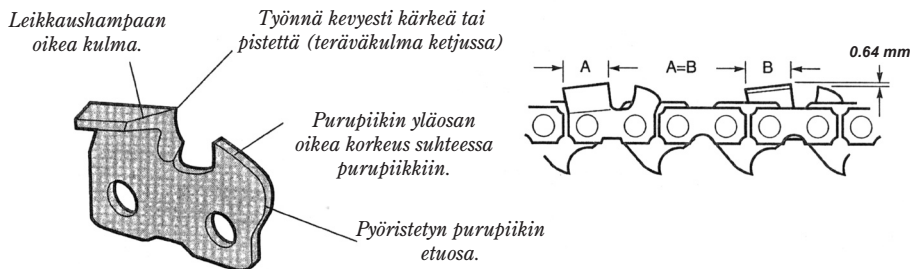 Leikkaushampaan
oikea kulma.
Työnnä kevyesti kärkeä tai
pistettä (teräväkulma ketjussa)
Purupiikin yläosan
oikea korkeus suhteessa
purupiikkiin.
Pyöristetyn purupiikin
etuosa.
A
A=B
B
0.64 mm